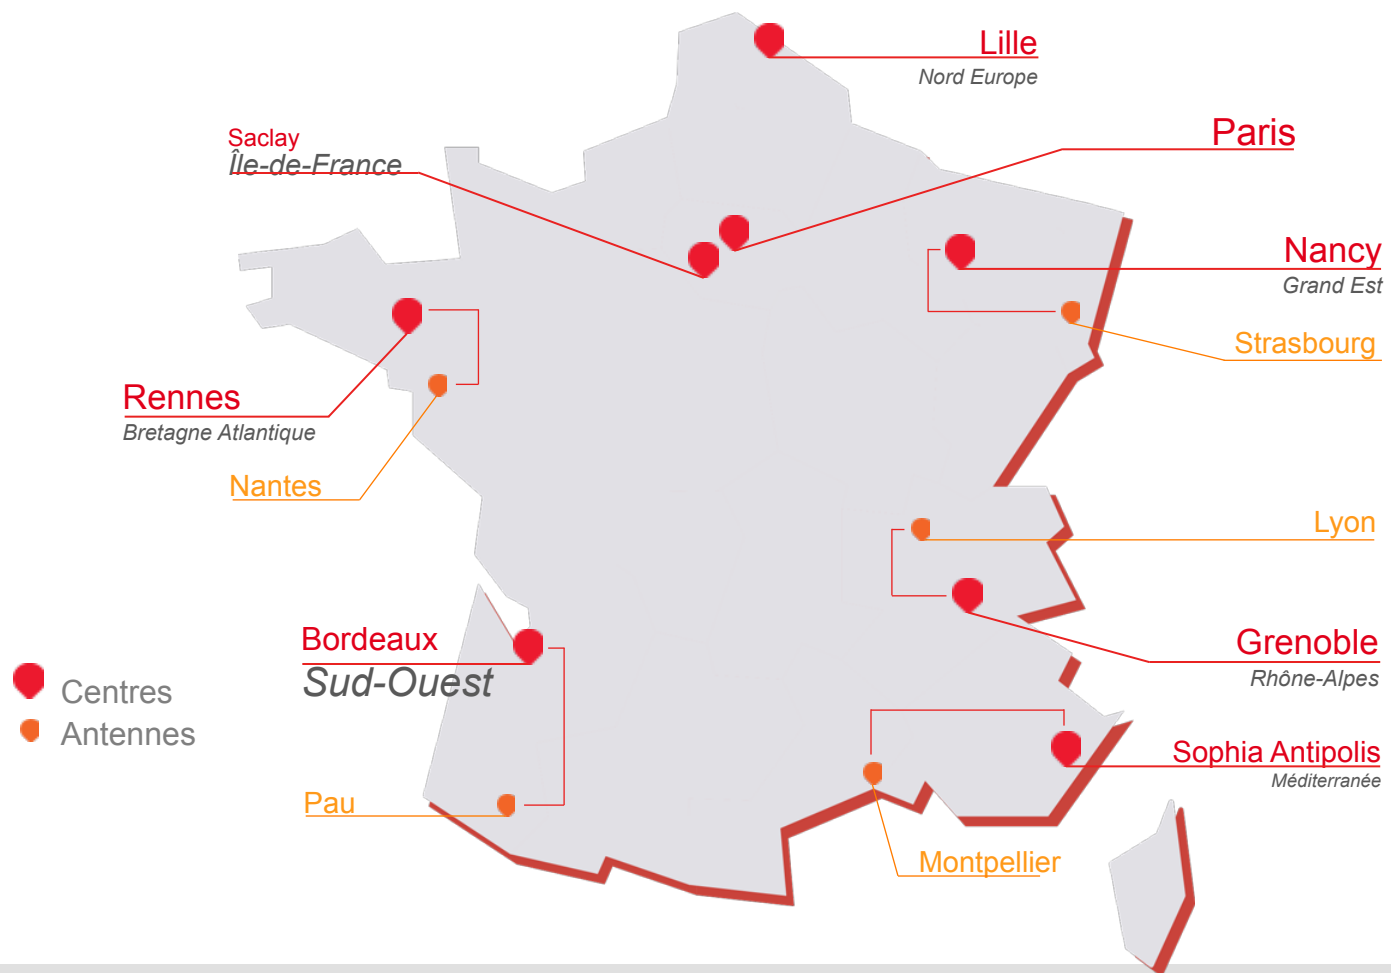 Lille
Nord Europe
Paris
Saclay
Île-de-France
Nancy
Grand Est
Strasbourg
Rennes
Bretagne Atlantique
Nantes
Lyon
Bordeaux
Sud-Ouest
Grenoble
Rhône-Alpes
Centres
Antennes
Sophia Antipolis
Méditerranée
Pau
Montpellier